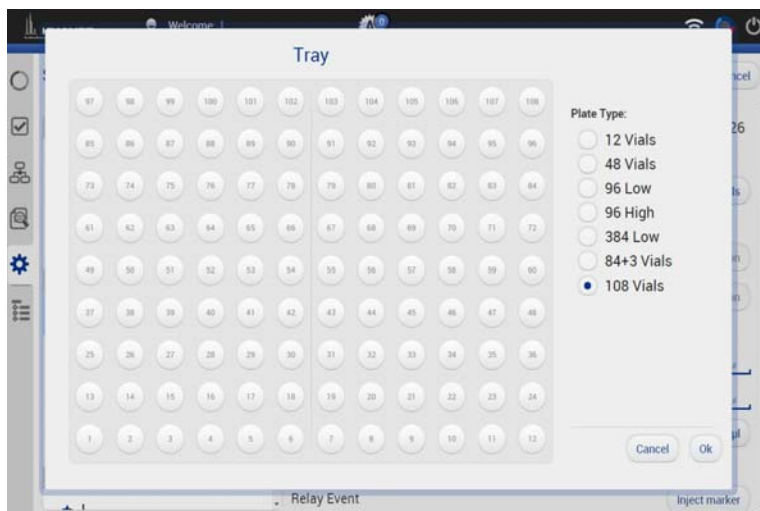 Welcome:
0
Tray
97 98 99 100 101 102 103 104 105 106 107 108
85 86 87 88 89 90 91 92 93 94 95 96
73 74 75 76 77 78 79 80 81 82 83 84
61 62 63 64 65 66 67 68 69 70 71 72
49 50 51 52 53 54 55 56 57 58 59 60
37 38 39 40 41 42 43 44 45 46 47 48
25 26 27 28 29 30 31 32 33 34 35 36
13 14 15 16 17 18 19 20 21 22 23 24
1 2 3 4 5 6 7 8 9 10 11 12
Plate Type:
12 Vials
48 Vials
96 Low
96 High
384 Low
84+3 Vials
108 Vials
Cancel Ok
ncel
26
ls
on
on
µl
Relay Event
Inject marker